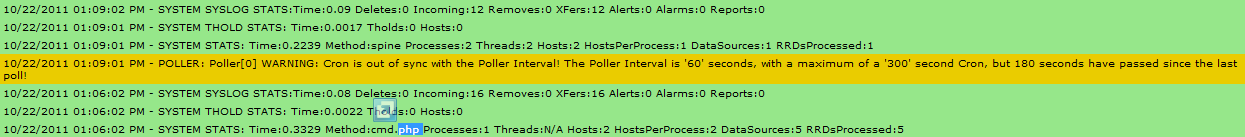 10/22/2011 01:09:02 PM - SYSTEM SYSLOG STATS:Time:0.09 Deletes:0 Incoming:12 Removes:0 XFers:12 Alerts:0 Alarms:0 Reports:0
10/22/2011 01:09:01 PM - SYSTEM THOLD STATS: Time:0.0017 Tholds:0 Hosts:0
10/22/2011 01:09:01 PM - SYSTEM STATS: Time:0.2239 Method:spine Processes:2 Threads:2 Hosts:2 HostsPerProcess:1 DataSources:1 RRDsProcessed:1
10/22/2011 01:09:01 PM - POLLER: Poller[0] WARNING: Cron is out of sync with the Poller Interval! The Poller Interval is '60' seconds, with a maximum of a '300' second Cron, but 180 seconds have passed since the last
poll!
10/22/2011 01:06:02 PM - SYSTEM SYSLOG STATS:Time:0.08 Deletes:0 Incoming:16 Removes:0 XFers:16 Alerts:0 Alarms:0 Reports:0
10/22/2011 01:06:02 PM - SYSTEM THOLD STATS: Time:0.0022 Tholds:0 Hosts:0
10/22/2011 01:06:02 PM - SYSTEM STATS: Time:0.3329 Method:cmd.php Processes:1 Threads:N/A Hosts:2 HostsPerProcess:2 DataSources:5 RRDsProcessed:5